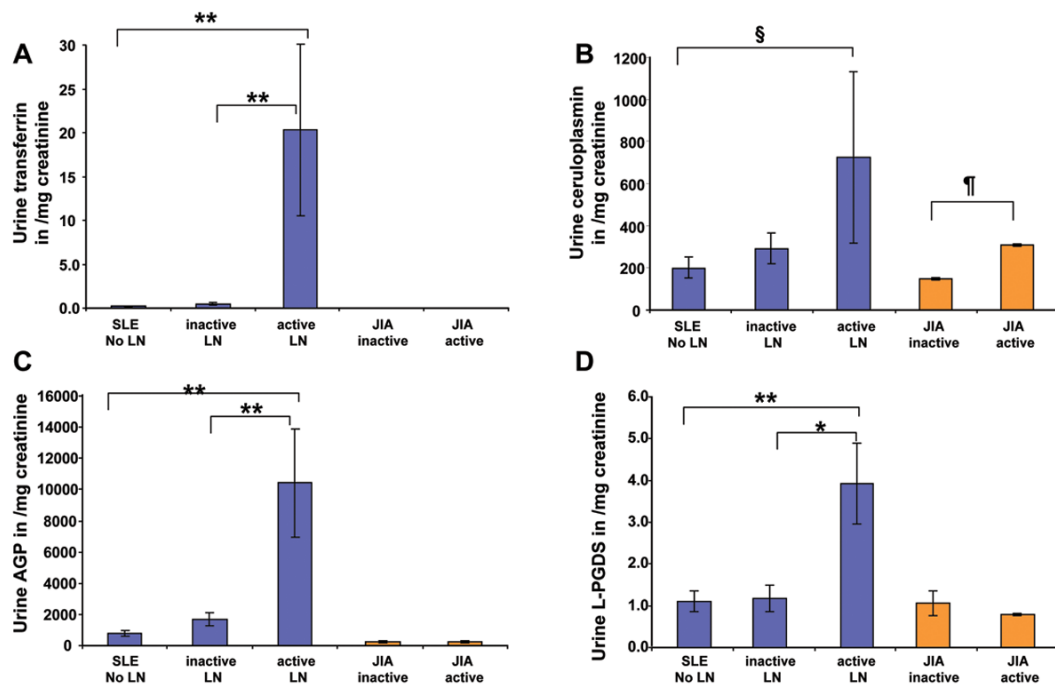 A
Urine transferrin
in /mg creatinine
30
25
20
15
10
5.0
0.0
**
**
SLE
No LN
inactive
LN
active
LN
JIA
inactive
JIA
active
B
Urine ceruloplasmin
in /mg creatinine
1200
1000
800
600
400
200
0
§
¶
SLE
No LN
inactive
LN
active
LN
JIA
inactive
JIA
active
C
Urine AGP in /mg creatinine
16000
14000
12000
10000
8000
6000
4000
2000
0
**
**
SLE
No LN
inactive
LN
active
LN
JIA
inactive
JIA
active
D
Urine L-PGDS in /mg creatinine
6.0
5.0
4.0
3.0
2.0
1.0
0.0
**
*
SLE
No LN
inactive
LN
active
LN
JIA
inactive
JIA
active